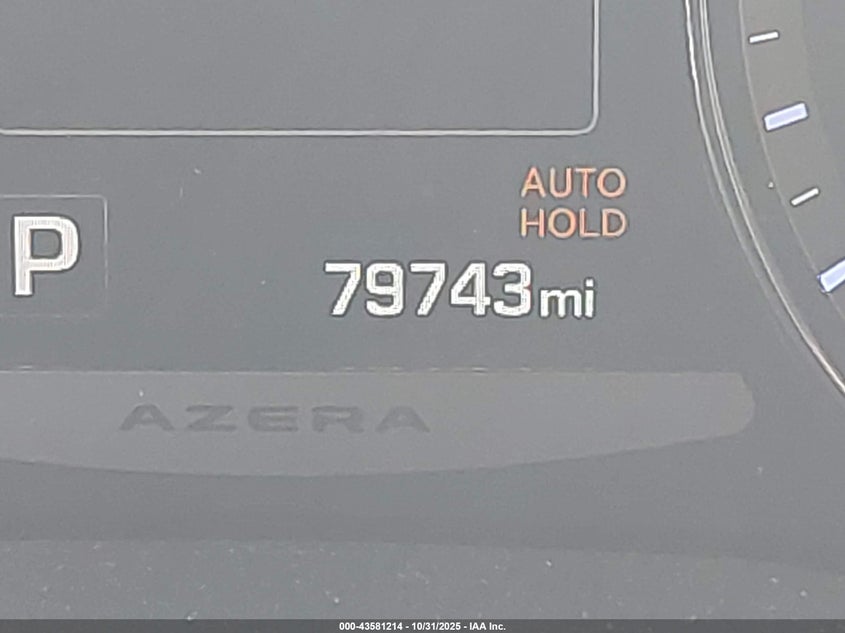 AUTO
HOLD
P
79743mi
AZERA
000-43581214 - 10/31/2025 - IAA Inc.